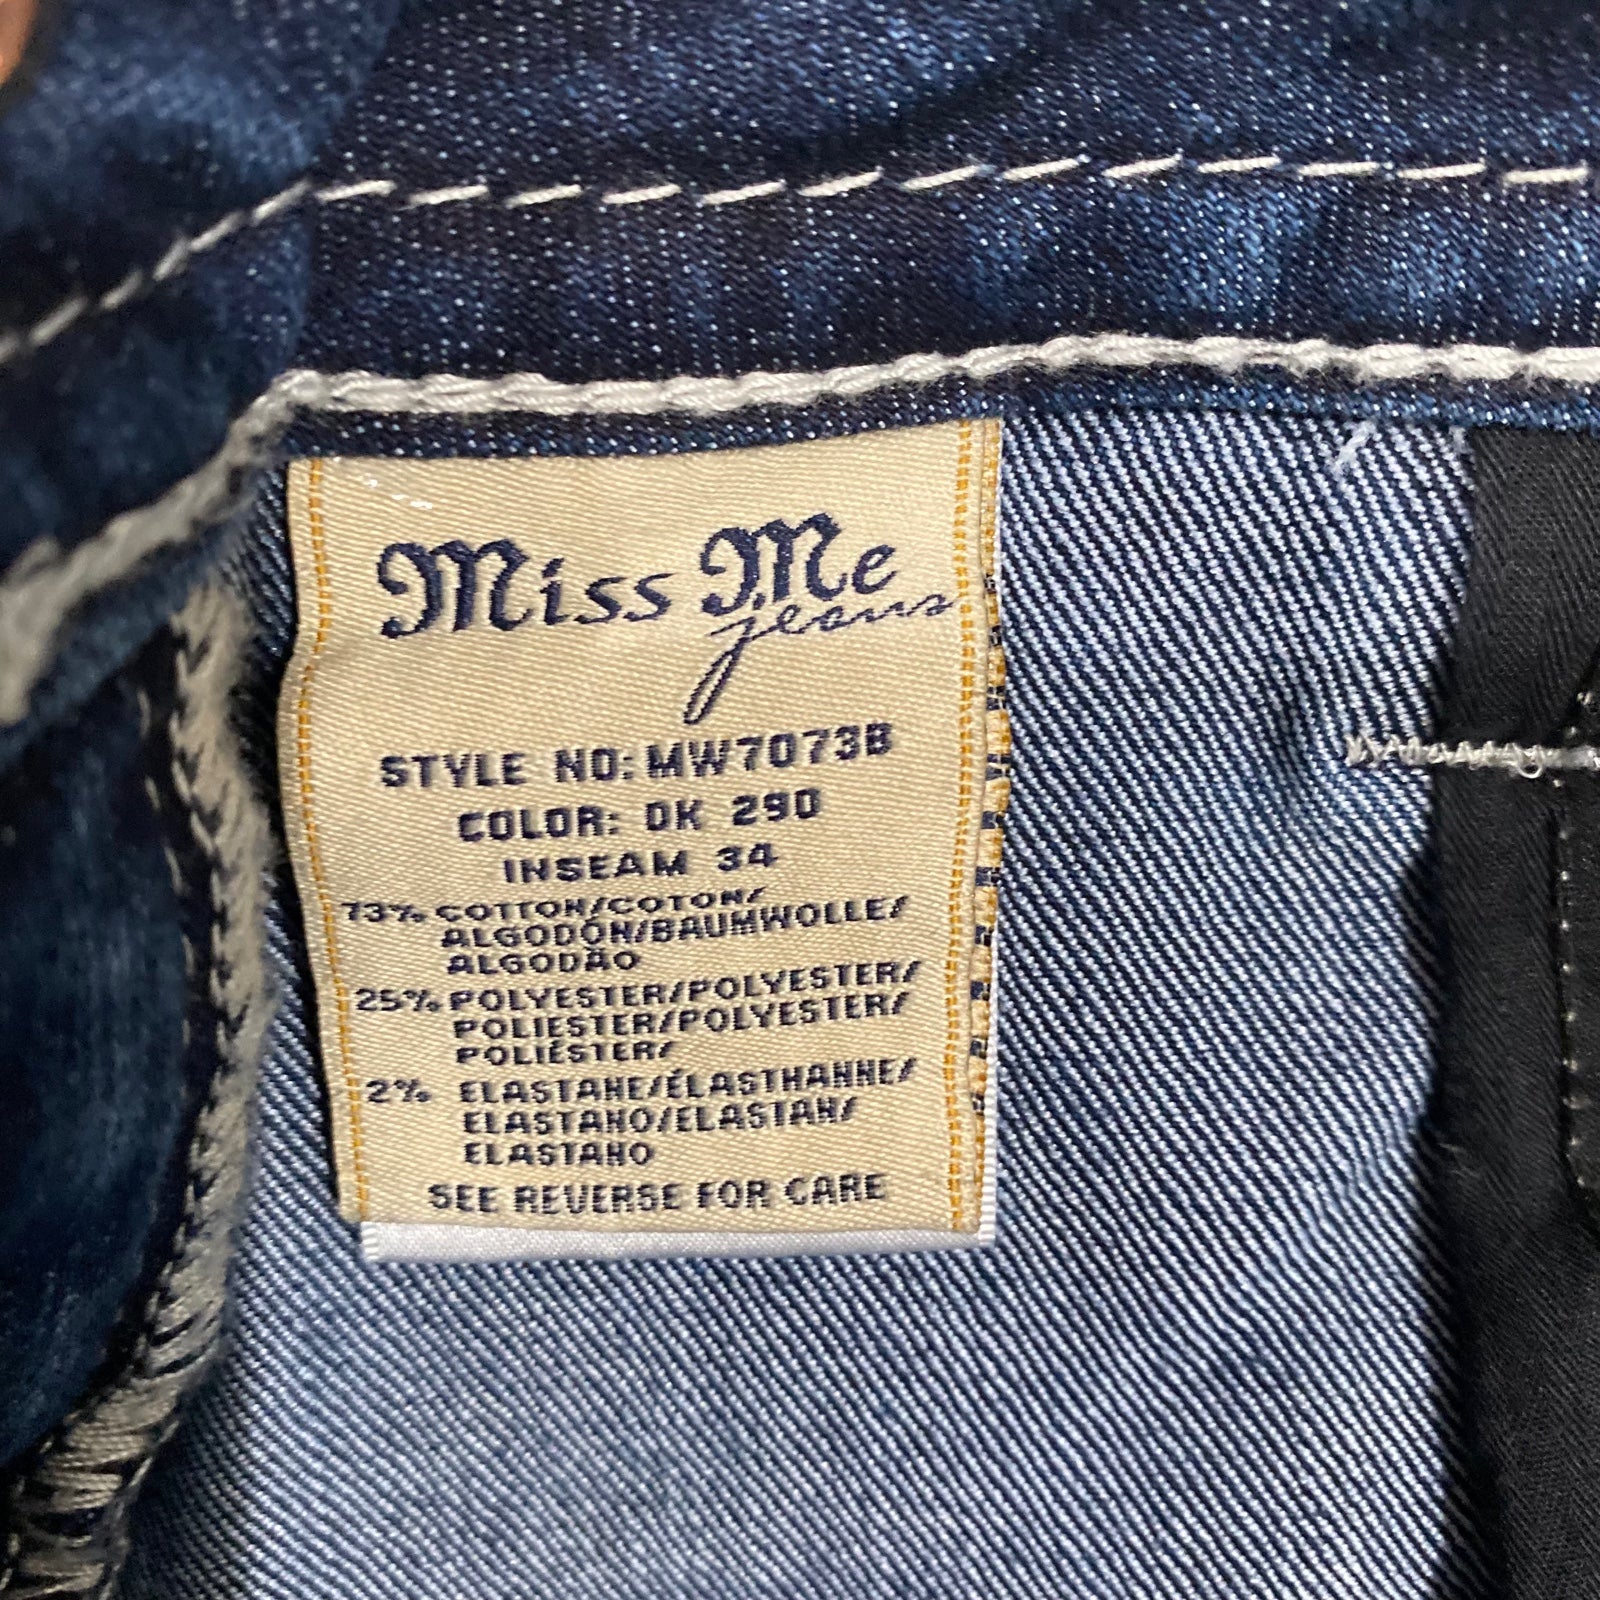 Miss Me
jeans
STYLE NO: MW7073B
COLOR: DK 290
INSEAM 34
73% COTTON/COTON/
ALGODÓN/BAUMWOLLE/
ALGODÃO
25% POLYESTER/POLYESTER/
POLIESTER/POLYESTER/
POLIÉSTER/
2% ELASTANE/ÉLASTHANNE/
ELASTANO/ELASTAN/
ELASTANO
SEE REVERSE FOR CARE